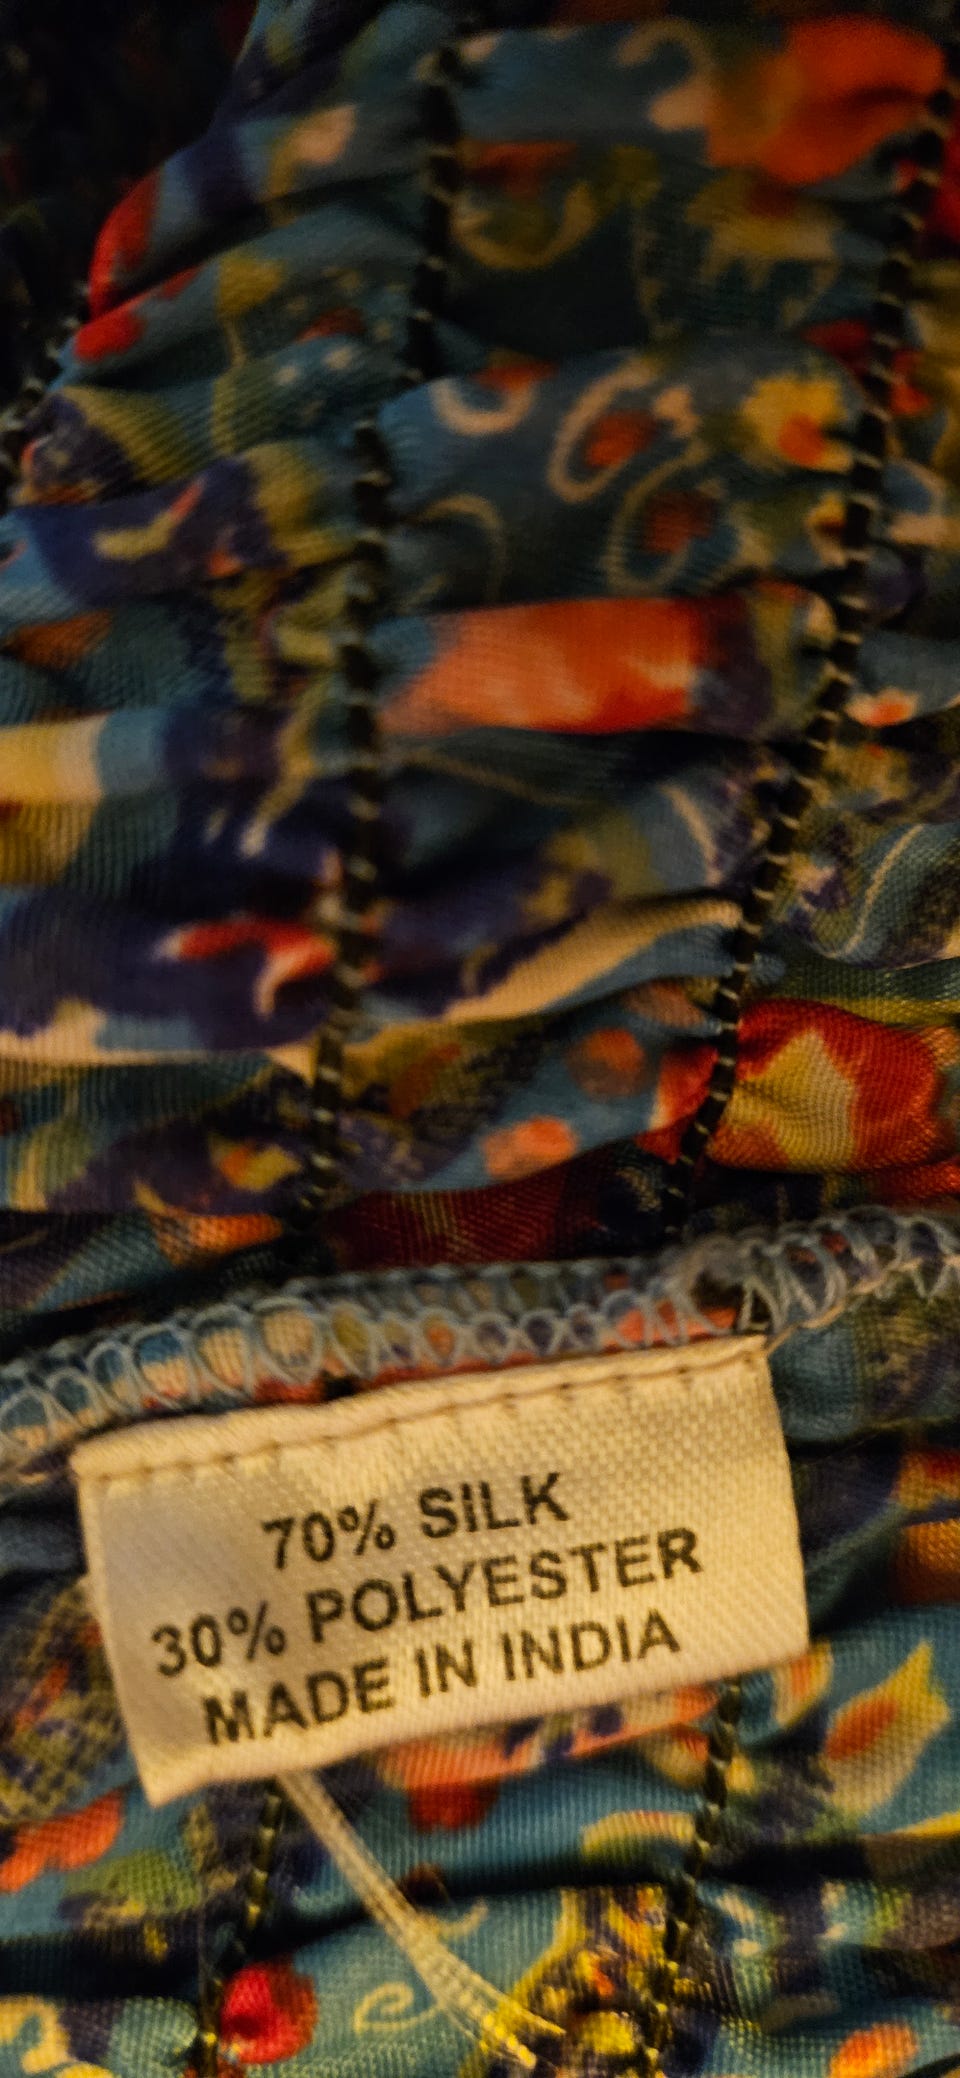 70% SILK
30% POLYESTER
MADE IN INDIA